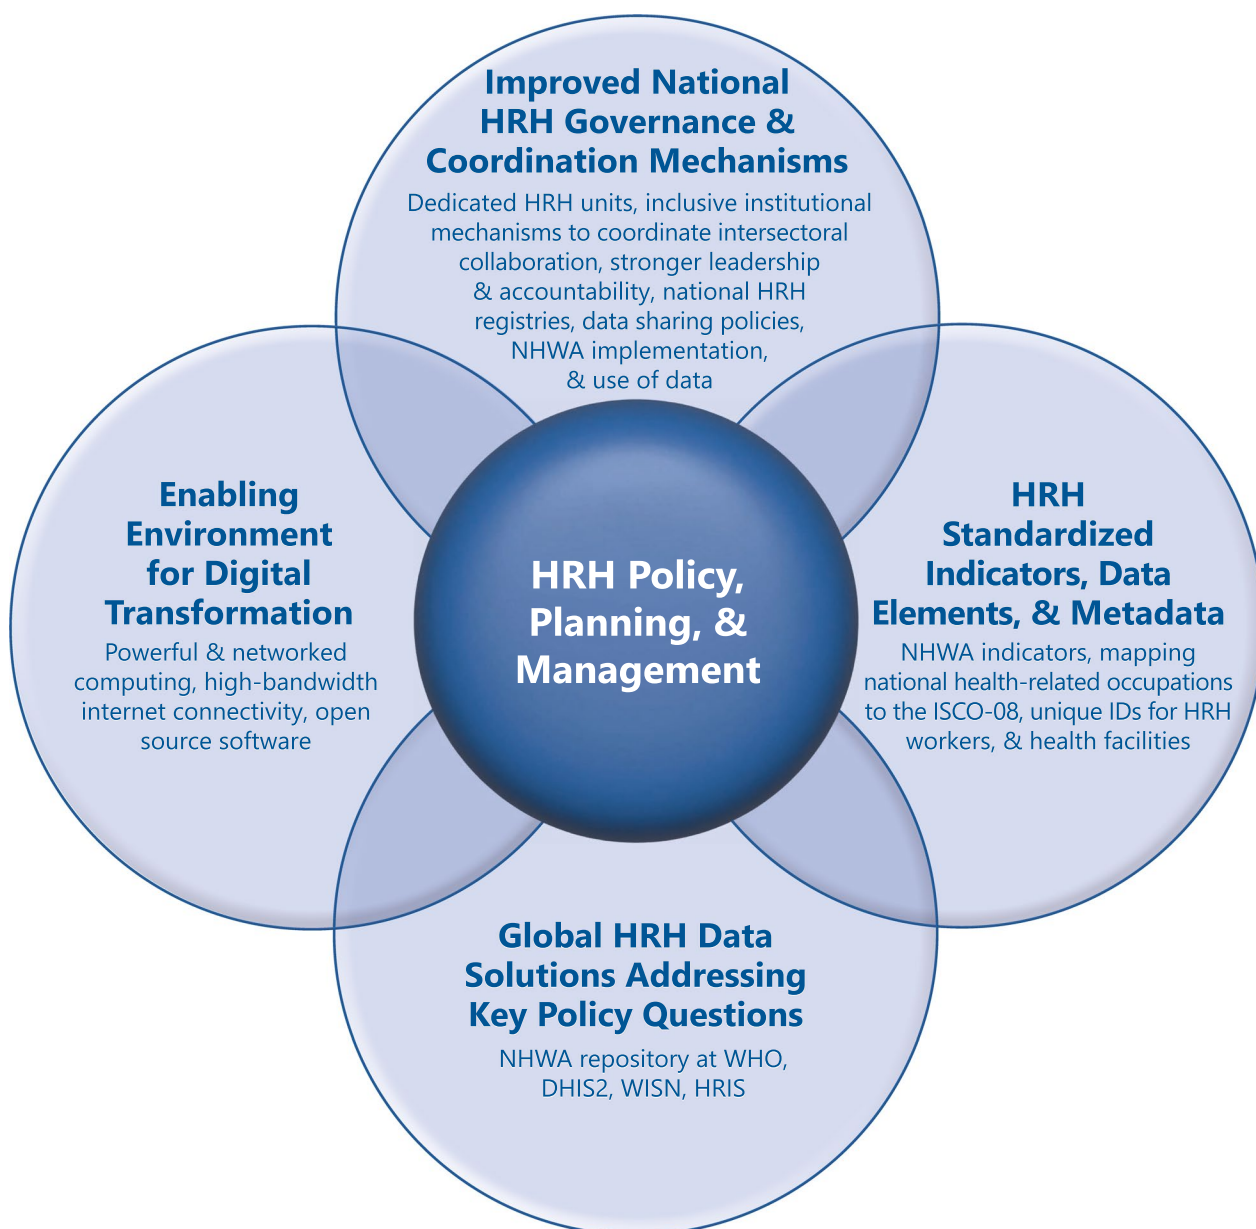 Improved National
HRH Governance &
Coordination Mechanisms
Dedicated HRH units, inclusive institutional
mechanisms to coordinate intersectoral
collaboration, stronger leadership
& accountability, national HRH
registries, data sharing policies,
NHWA implementation,
& use of data
Enabling
Environment
for Digital
Transformation
Powerful & networked
computing, high-bandwidth
internet connectivity, open
source software
HRH Policy,
Planning, &
Management
HRH
Standardized
Indicators, Data
Elements, & Metadata
NHWA indicators, mapping
national health-related occupations
to the ISCO-08, unique IDs for HRH
workers, & health facilities
Global HRH Data
Solutions Addressing
Key Policy Questions
NHWA repository at WHO,
DHIS2, WISN, HRIS